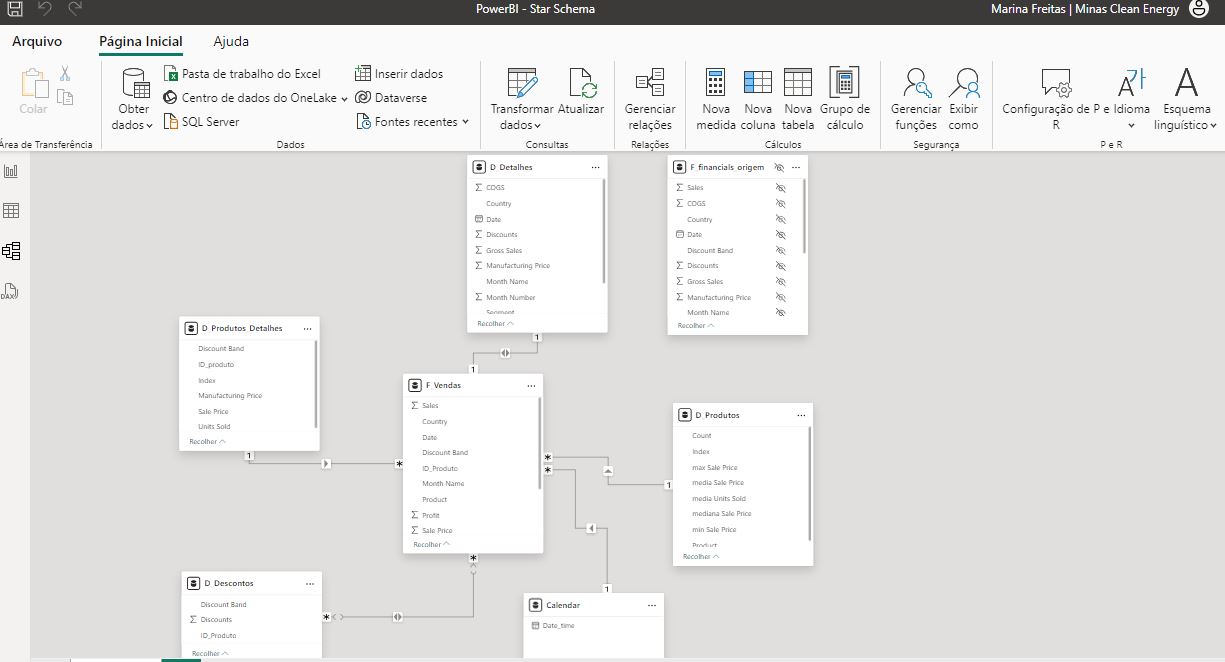 PowerBI - Star Schema
Marina Freitas | Minas Clean Energy
Arquivo
Página Inicial
Ajuda
Colar
Área de Transferência
Obter dados
Pasta de trabalho do Excel
Centro de dados do OneLake
SQL Server
Inserir dados
Dataverse
Fontes recentes
Dados
Transformar dados
Atualizar
Consultas
Gerenciar relações
Relações
Nova medida
Nova coluna
Nova tabela
Grupo de cálculo
Cálculos
Gerenciar funções
Exibir como
Segurança
Configuração de P e R
Idioma
Esquema linguístico
P e R
DAX
D_Detalhes
COGS
Country
Date
Discounts
Gross Sales
Manufacturing Price
Month Name
Month Number
Segment
Recolher
1
F_financials_origem
Sales
COGS
Country
Date
Discount Band
Discounts
Gross Sales
Manufacturing Price
Month Name
Recolher
D_Produtos_Detalhes
Discount Band
ID_produto
Index
Manufacturing Price
Sale Price
Units Sold
Recolher
1
*
1
F_Vendas
Sales
Country
Date
Discount Band
ID_Produto
Month Name
Product
Profit
Sale Price
Recolher
*
*
*
D_Produtos
Count
Index
max Sale Price
media Sale Price
media Units Sold
mediana Sale Price
min Sale Price
Product
Recolher
1
D_Descontos
Discount Band
Discounts
ID_Produto
Recolher
*
1
Calendar
Date_time